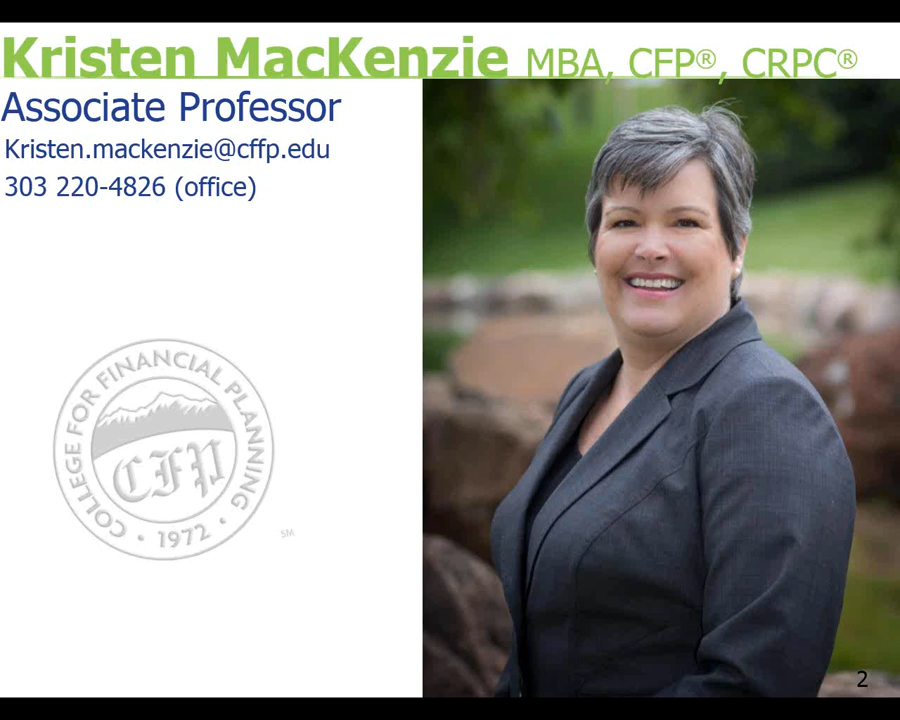 Kristen MacKenzie MBA, CFP®, CRPC®
Associate Professor
Kristen.mackenzie@cffp.edu
303 220-4826 (office)
COLLEGE FOR FINANCIAL PLANNING
CFP
• 1972 •
SM
2